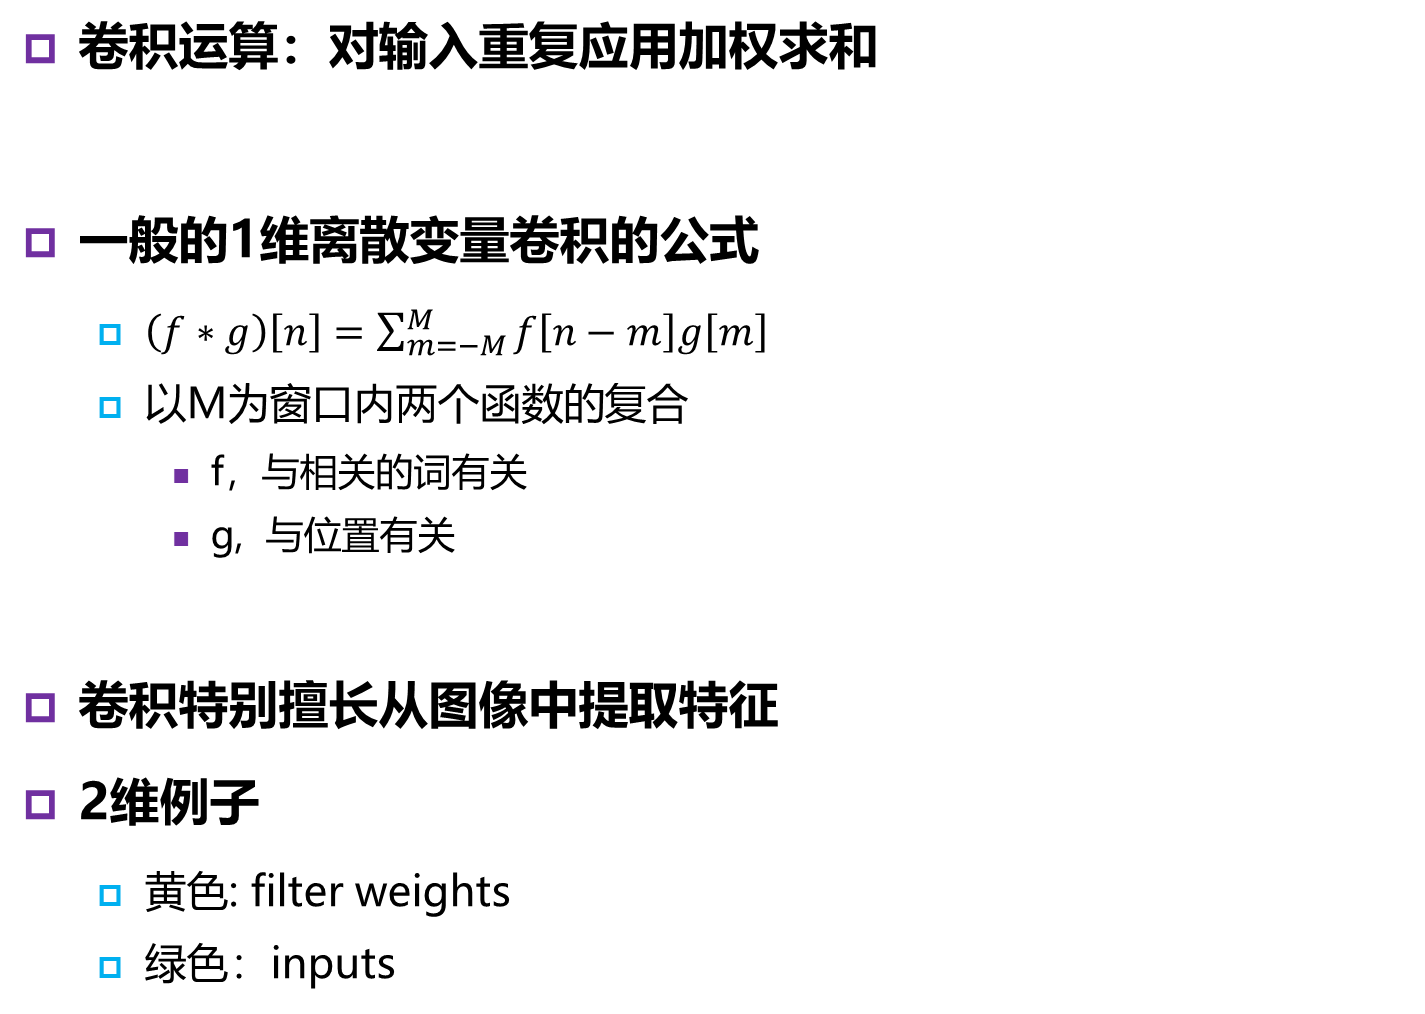 卷积运算：对输入重复应用加权求和
一般的1维离散变量卷积的公式
(f ∗ g)[n] = ∑_{m=−M}^{M} f[n − m]g[m]
以M为窗口内两个函数的复合
f，与相关的词有关
g，与位置有关
卷积特别擅长从图像中提取特征
2维例子
黄色: filter weights
绿色：inputs